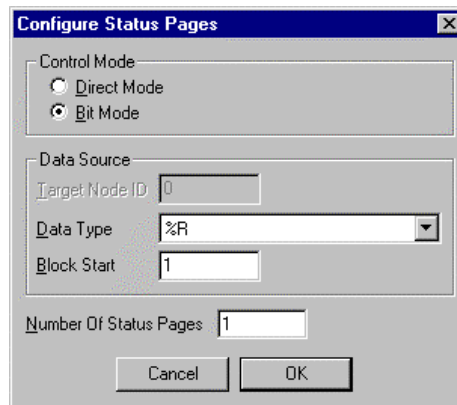 Configure Status Pages
Control Mode
Direct Mode
Bit Mode
Data Source
Target Node ID 0
Data Type %R
Block Start 1
Number Of Status Pages 1
Cancel OK